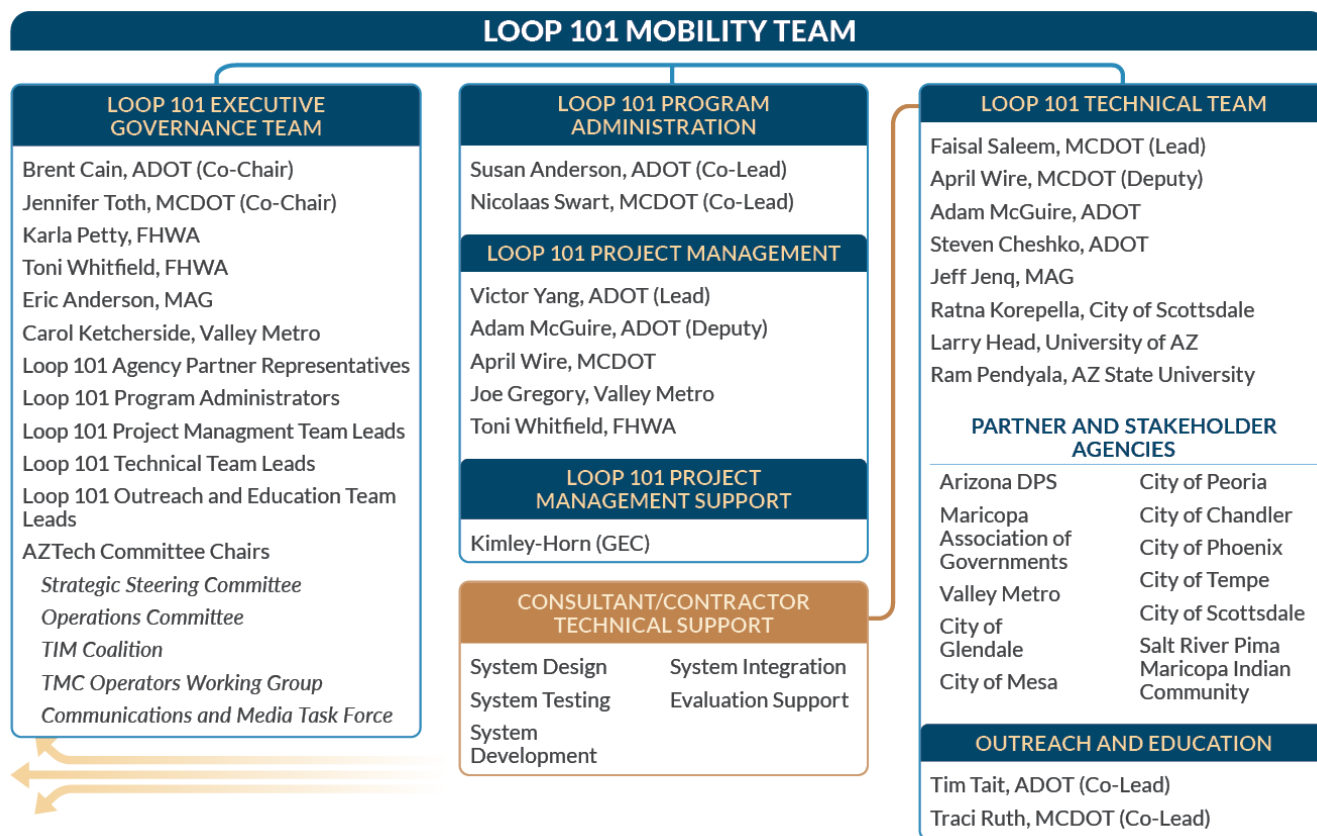 LOOP 101 MOBILITY TEAM
LOOP 101 EXECUTIVE
GOVERNANCE TEAM
Brent Cain, ADOT (Co-Chair)
Jennifer Toth, MCDOT (Co-Chair)
Karla Petty, FHWA
Toni Whitfield, FHWA
Eric Anderson, MAG
Carol Ketcherside, Valley Metro
Loop 101 Agency Partner Representatives
Loop 101 Program Administrators
Loop 101 Project Managment Team Leads
Loop 101 Technical Team Leads
Loop 101 Outreach and Education Team
Leads
AZTech Committee Chairs
Strategic Steering Committee
Operations Committee
TIM Coalition
TMC Operators Working Group
Communications and Media Task Force
LOOP 101 PROGRAM
ADMINISTRATION
Susan Anderson, ADOT (Co-Lead)
Nicolaas Swart, MCDOT (Co-Lead)
LOOP 101 PROJECT MANAGEMENT
Victor Yang, ADOT (Lead)
Adam McGuire, ADOT (Deputy)
April Wire, MCDOT
Joe Gregory, Valley Metro
Toni Whitfield, FHWA
LOOP 101 PROJECT
MANAGEMENT SUPPORT
Kimley-Horn (GEC)
CONSULTANT/CONTRACTOR
TECHNICAL SUPPORT
System Design
System Testing
System
Development
System Integration
Evaluation Support
LOOP 101 TECHNICAL TEAM
Faisal Saleem, MCDOT (Lead)
April Wire, MCDOT (Deputy)
Adam McGuire, ADOT
Steven Cheshko, ADOT
Jeff Jenq, MAG
Ratna Korepella, City of Scottsdale
Larry Head, University of AZ
Ram Pendyala, AZ State University
PARTNER AND STAKEHOLDER
AGENCIES
Arizona DPS
Maricopa
Association of
Governments
Valley Metro
City of
Glendale
City of Mesa
City of Peoria
City of Chandler
City of Phoenix
City of Tempe
City of Scottsdale
Salt River Pima
Maricopa Indian
Community
OUTREACH AND EDUCATION
Tim Tait, ADOT (Co-Lead)
Traci Ruth, MCDOT (Co-Lead)